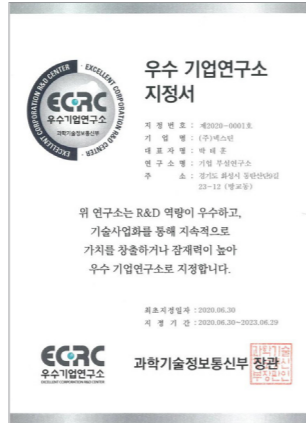 EXCELLENT CORPORATION R&D CENTER
ECRC
우수기업연구소
과학기술정보통신부
EXCELLENT CORPORATION R&D CENTER
우수 기업연구소
지정서
지 정 번 호 : 제2020-0001호
기 업 명 : (주)넥스틴
대 표 자 명 : 박 태 훈
연 구 소 명 : 기업 부설연구소
주 소 : 경기도 화성시 동탄산단9길
23-12 (방교동)
위 연구소는 R&D 역량이 우수하고,
기술사업화를 통해 지속적으로
가치를 창출하거나 잠재력이 높아
우수 기업연구소로 지정합니다.
최초지정일자 : 2020.06.30
지 정 기 간 : 2020.06.30~2023.06.29
ECRC
우수기업연구소
EXCELLENT CORPORATION R&D CENTER
과학기술정보통신부 장관